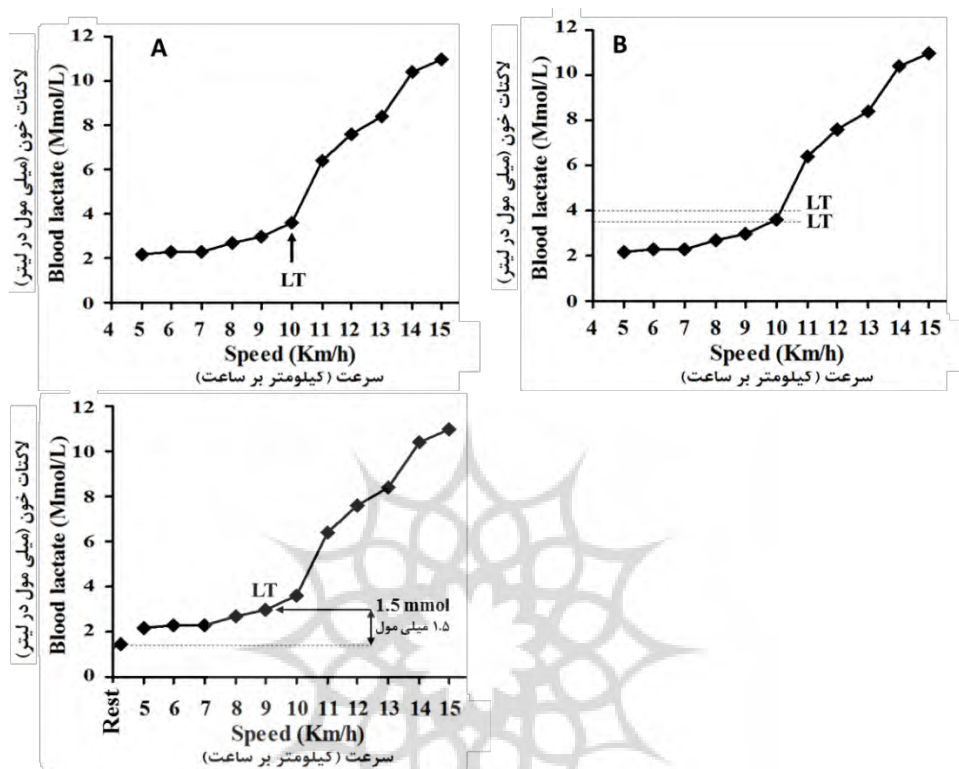 A
لاکتات خون (میلی مول در لیتر)
Blood lactate (Mmol/L)
12
10
8
6
4
2
0
LT
4 5 6 7 8 9 10 11 12 13 14 15
Speed (Km/h)
سرعت (کیلومتر بر ساعت)
B
لاکتات خون (میلی مول در لیتر)
Blood lactate (Mmol/L)
12
10
8
6
4
2
0
LT
LT
4 5 6 7 8 9 10 11 12 13 14 15
Speed (Km/h)
سرعت (کیلومتر بر ساعت)
لاکتات خون (میلی مول در لیتر)
Blood lactate (Mmol/L)
12
10
8
6
4
2
0
LT
1.5 mmol
۱.۵ میلی مول
Rest 5 6 7 8 9 10 11 12 13 14 15
Speed (Km/h)
سرعت (کیلومتر بر ساعت)